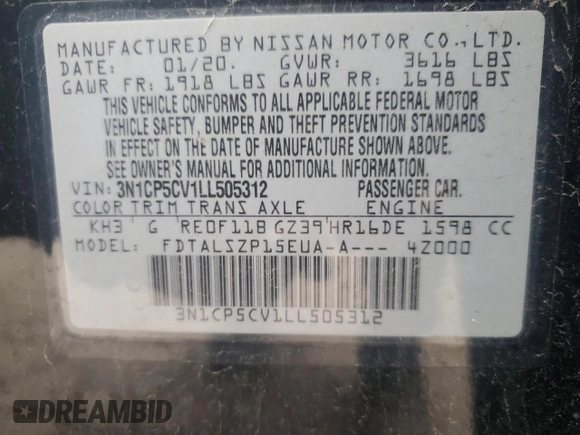 MANUFACTURED BY NISSAN MOTOR CO., LTD.
DATE: 01/20. GVWR: 3616 LBS
GAWR FR: 1918 LBS GAWR RR: 1698 LBS
THIS VEHICLE CONFORMS TO ALL APPLICABLE FEDERAL MOTOR
VEHICLE SAFETY, BUMPER AND THEFT PREVENTION STANDARDS
IN EFFECT ON THE DATE OF MANUFACTURE SHOWN ABOVE.
SEE OWNER'S MANUAL FOR ADDITIONAL INFORMATION.
VIN: 3N1CP5CV1LL505312 PASSENGER CAR.
COLOR TRIM TRANS AXLE ENGINE
KH3 G RE0F11B GZ39 HR16DE 1598 CC
MODEL: FDTALSZP15EUA-A--- 4Z000
3N1CP5CV1LL505312
DREAMBID